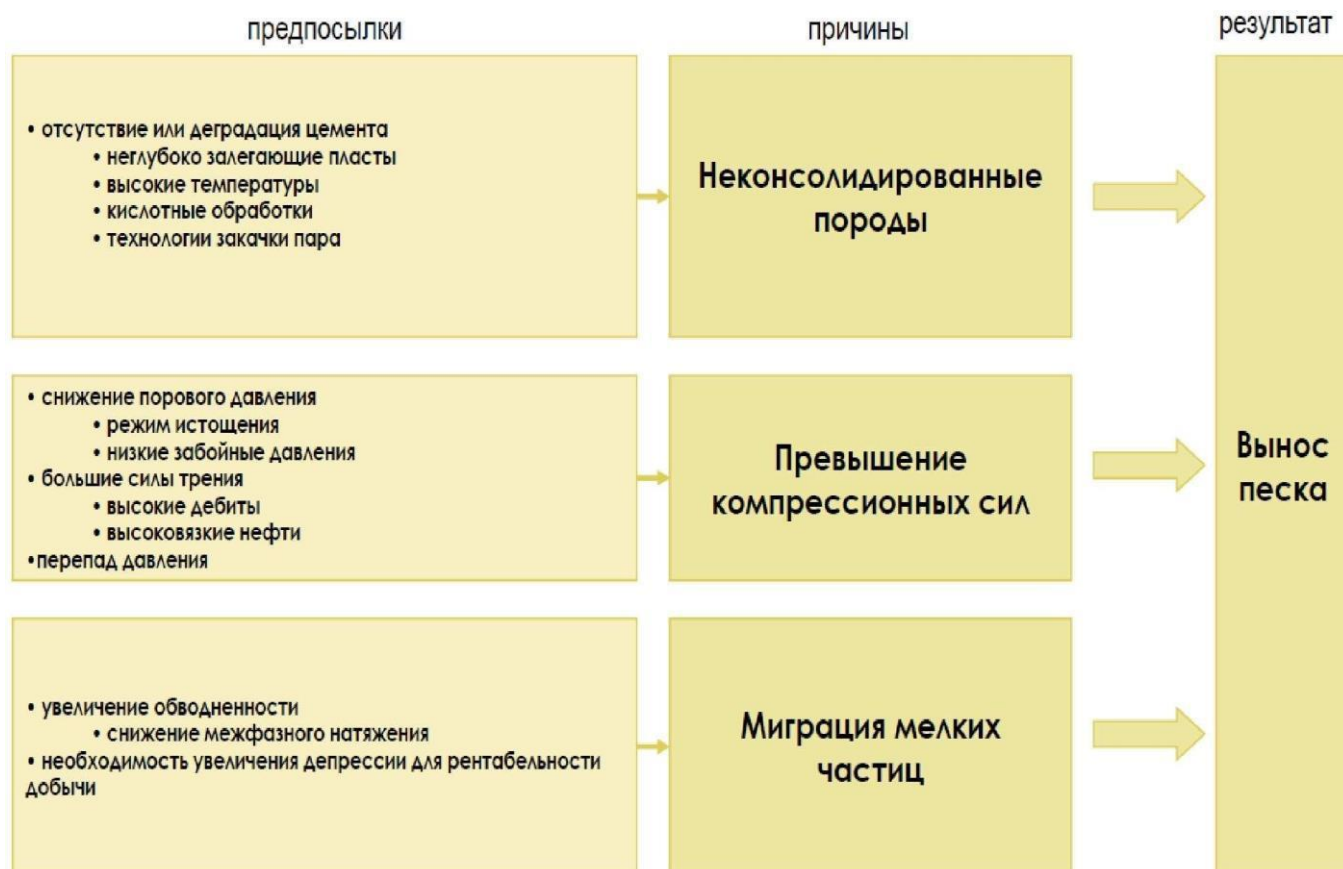 предпосылки
причины
результат
• отсутствие или деградация цемента
• неглубоко залегающие пласты
• высокие температуры
• кислотные обработки
• технологии закачки пара
Неконсолидированные
породы
• снижение порового давления
• режим истощения
• низкие забойные давления
• большие силы трения
• высокие дебиты
• высоковязкие нефти
•перепад давления
Превышение
компрессионных сил
• увеличение обводненности
• снижение межфазного натяжения
• необходимость увеличения депрессии для рентабельности
добычи
Миграция мелких
частиц
Вынос
песка